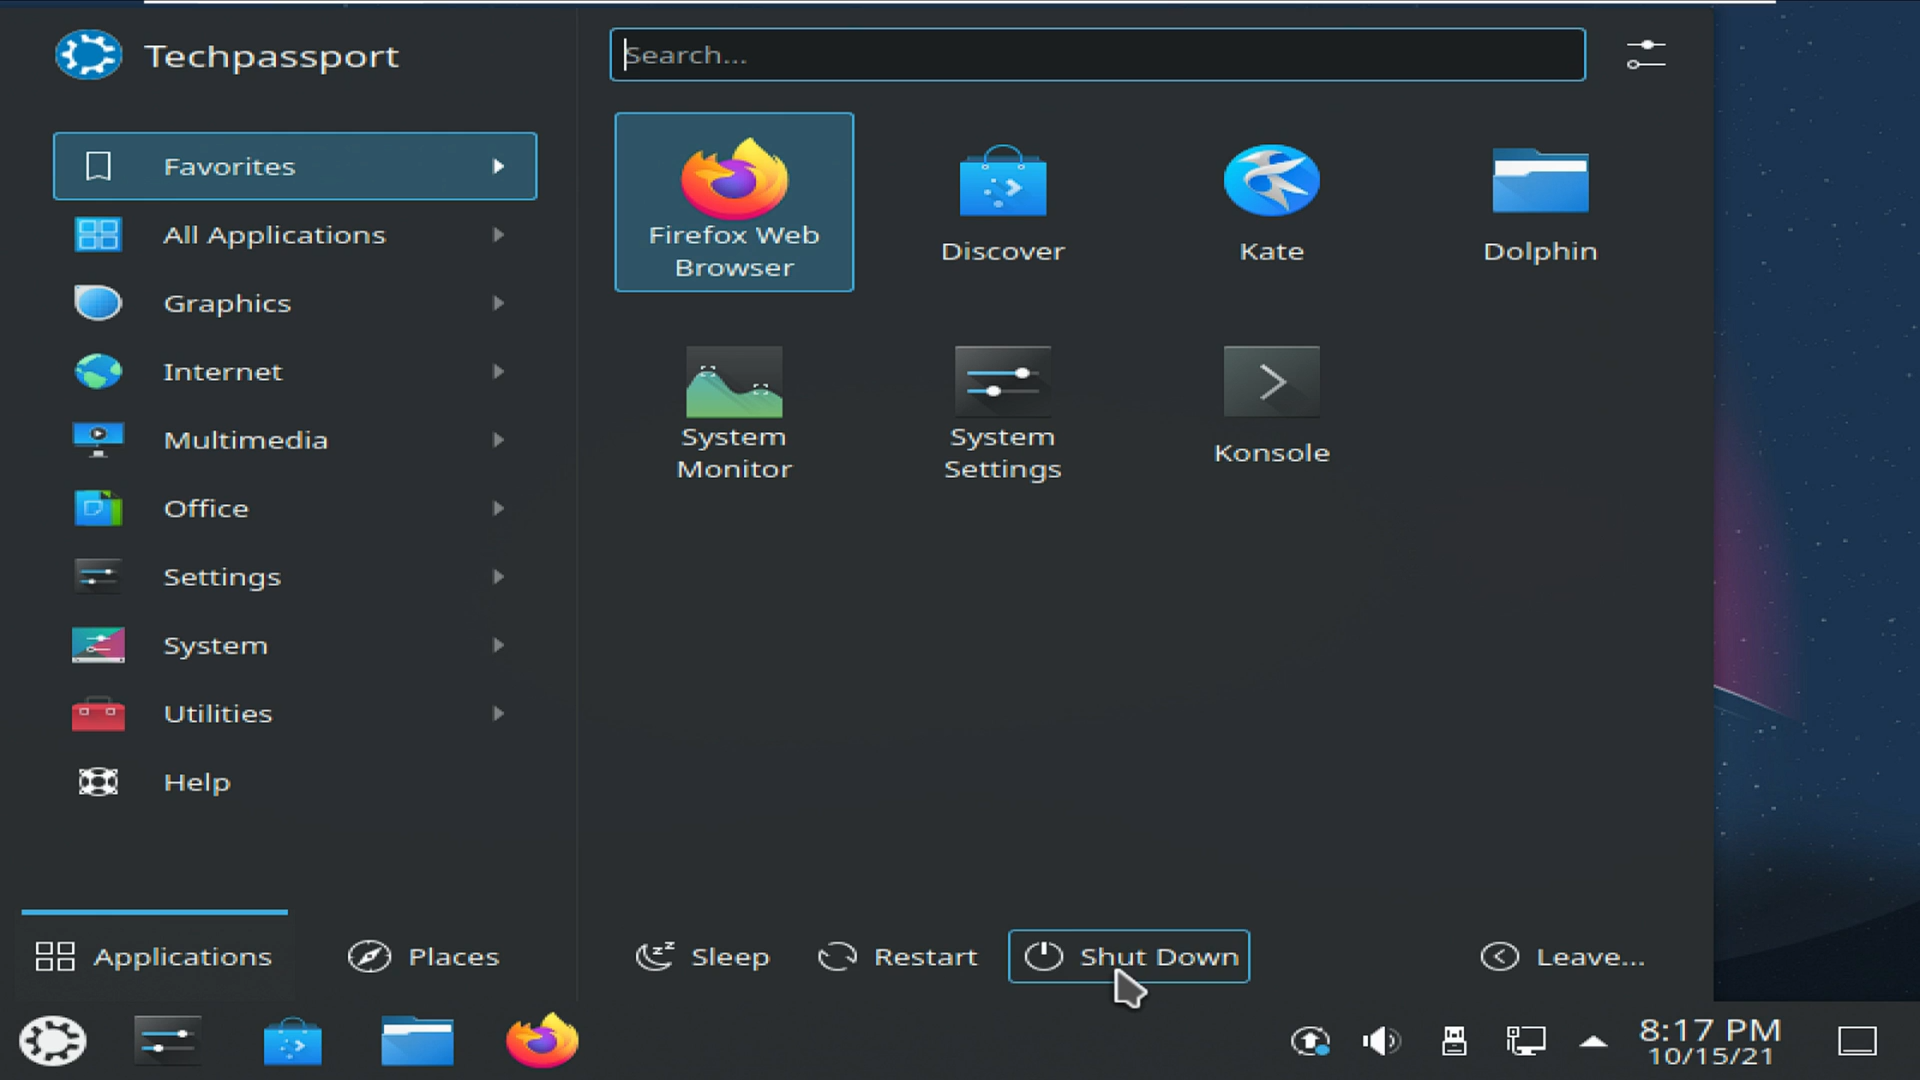 Techpassport
Search...
Favorites
All Applications
Graphics
Internet
Multimedia
Office
Settings
System
Utilities
Help
Firefox Web
Browser
Discover
Kate
Dolphin
System
Monitor
System
Settings
Konsole
Applications
Places
Sleep
Restart
Shut Down
Leave...
8:17 PM
10/15/21